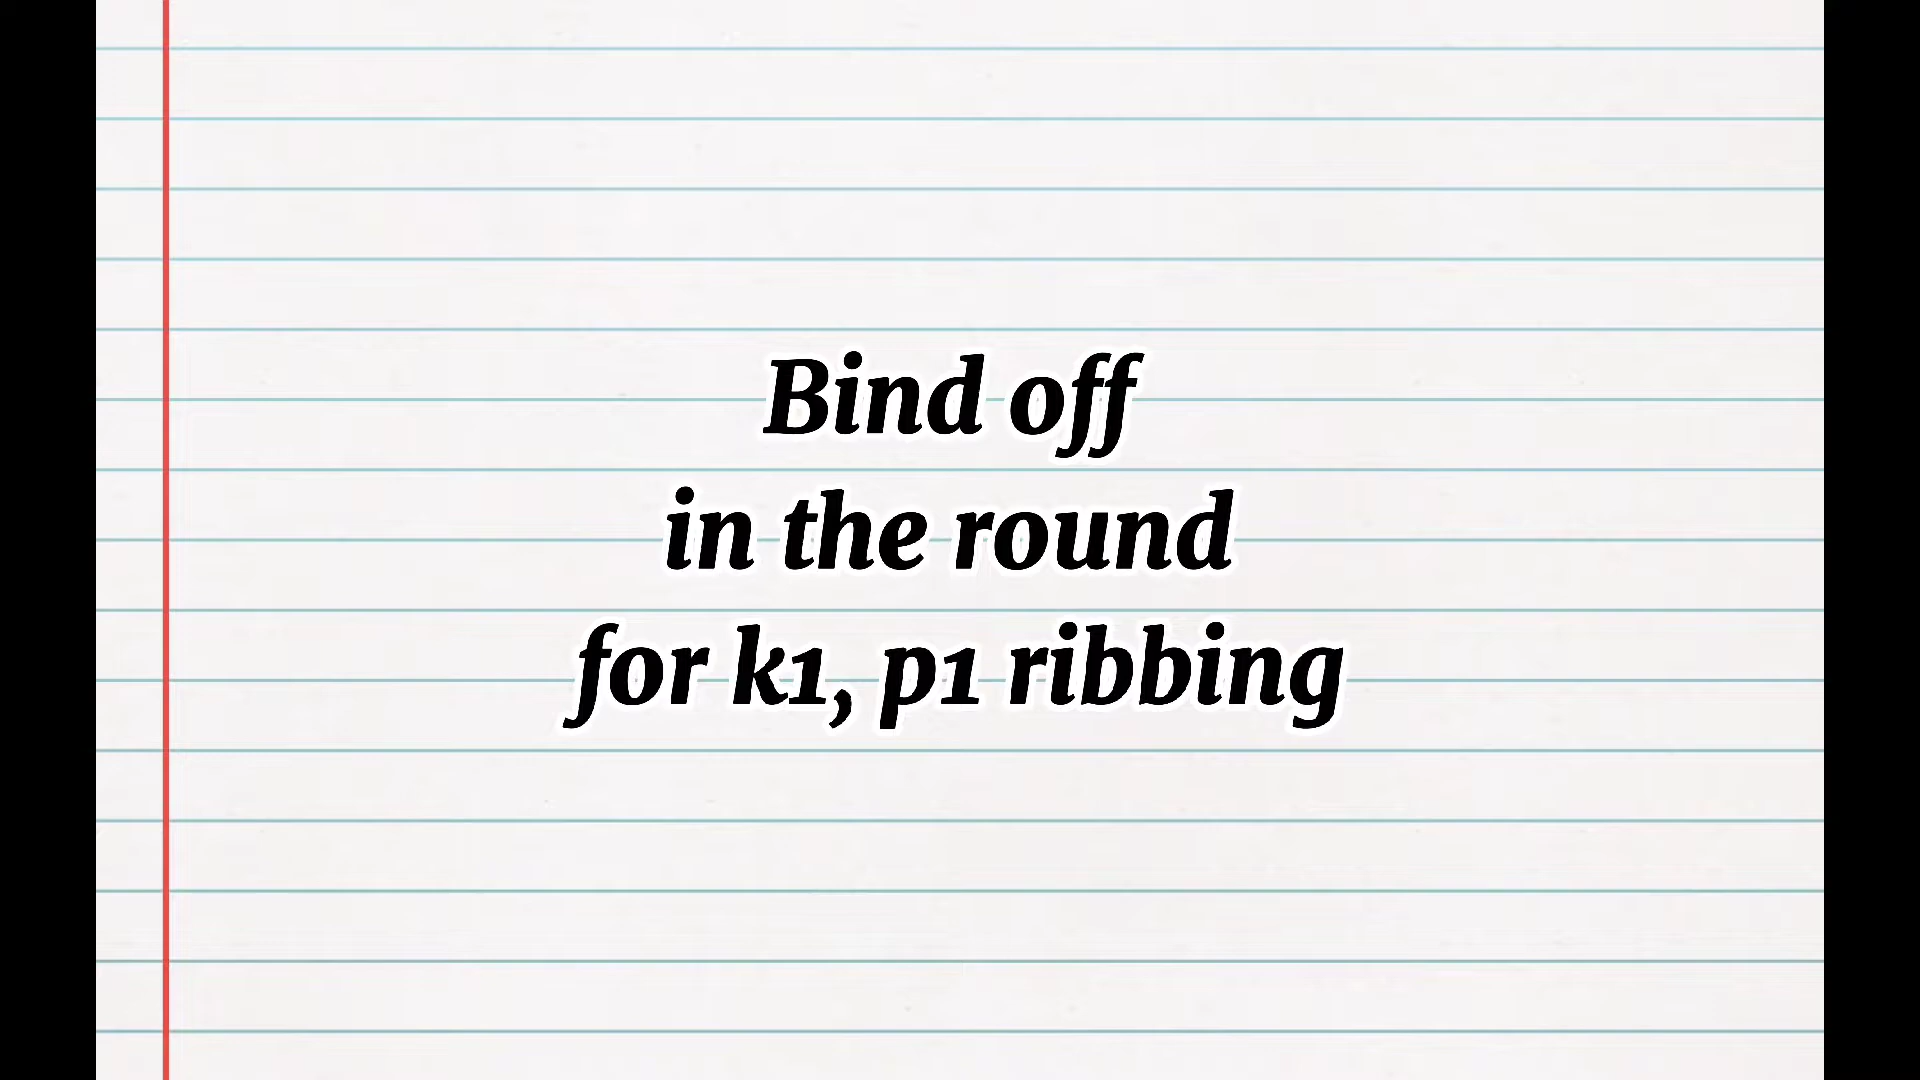 Bind off
in the round
for k1, p1 ribbing